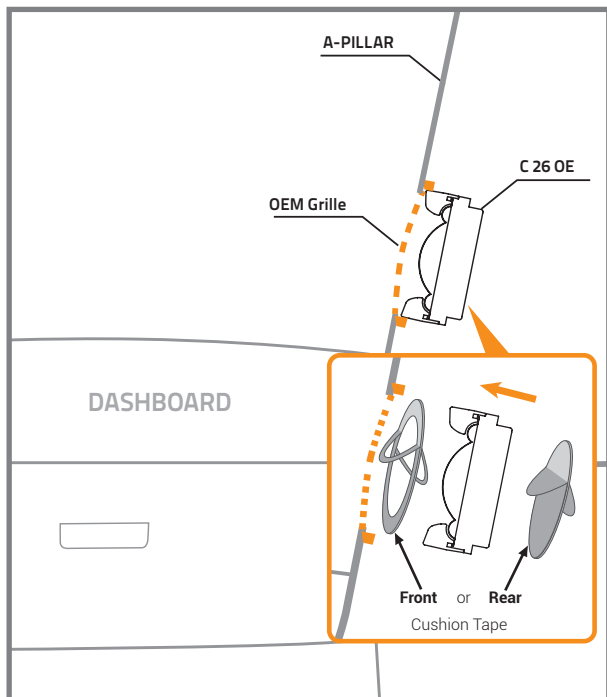 A-PILLAR
C 26 OE
OEM Grille
DASHBOARD
Front or Rear
Cushion Tape